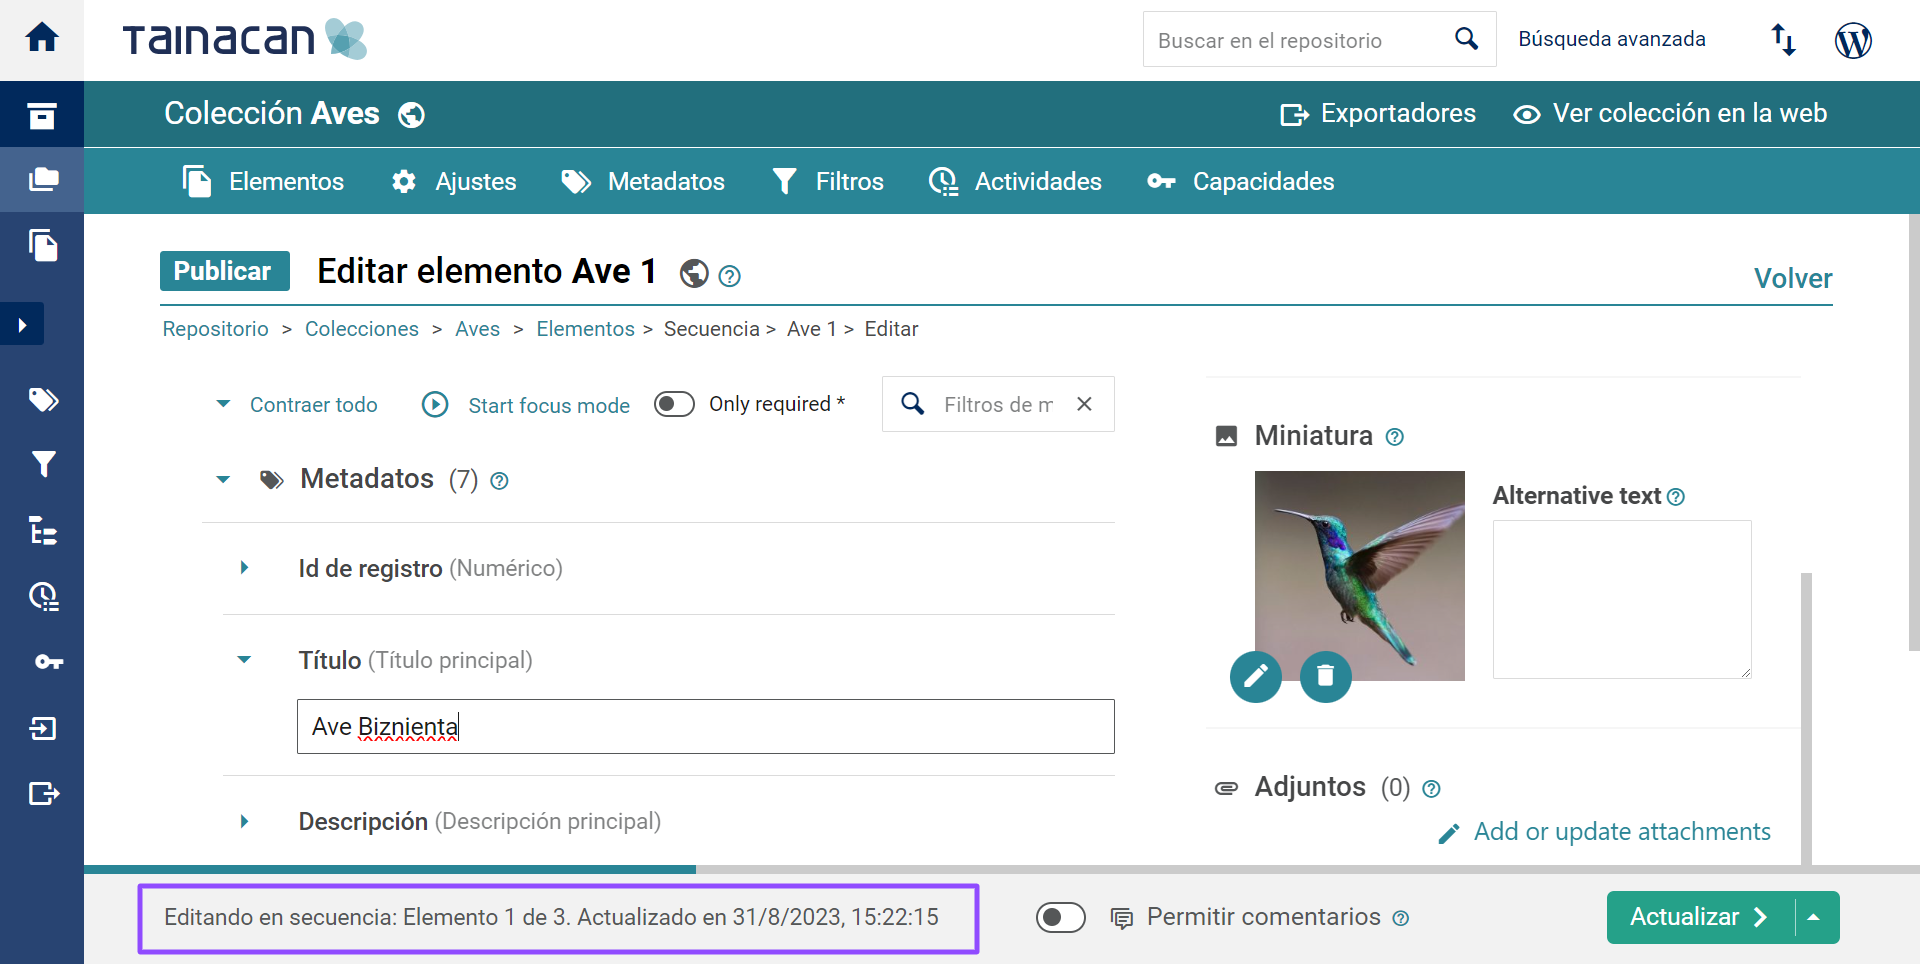 TAINACAN
Buscar en el repositorio
Búsqueda avanzada
Colección Aves
Exportadores
Ver colección en la web
Elementos
Ajustes
Metadatos
Filtros
Actividades
Capacidades
Publicar
Editar elemento Ave 1
Volver
Repositorio > Colecciones > Aves > Elementos > Secuencia > Ave 1 > Editar
Contraer todo
Start focus mode
Only required *
Filtros de m
Metadatos (7)
Id de registro (Numérico)
Título (Título principal)
Ave Biznienta
Descripción (Descripción principal)
Miniatura
Alternative text
Adjuntos (0)
Add or update attachments
Editando en secuencia: Elemento 1 de 3. Actualizado en 31/8/2023, 15:22:15
Permitir comentarios
Actualizar